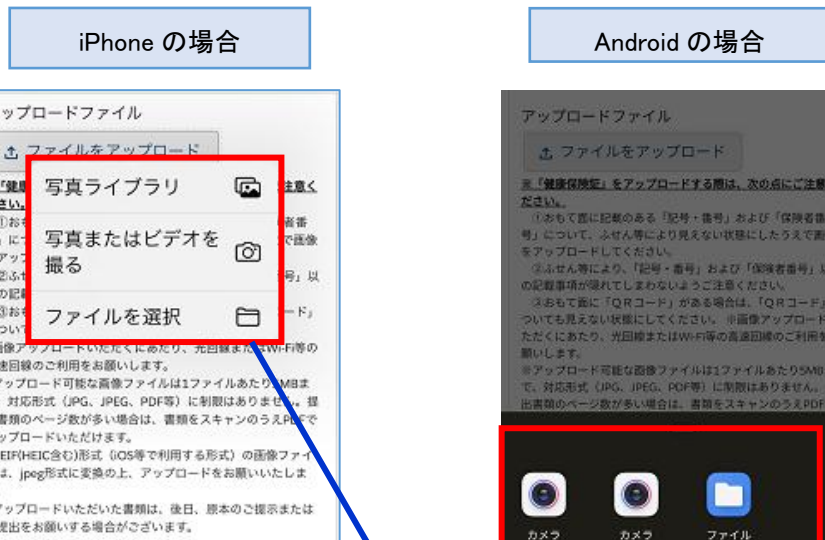 iPhone の場合
ップロードファイル
ファイルをアップロード
写真ライブラリ
写真またはビデオを
撮る
ファイルを選択
注意く
さい。
者番
で画像
号」以
の記
ード」
ついて
画像アップロードいただくにあたり、光回線またはWi-Fi等の
速回線のご利用をお願いします。
アップロード可能な画像ファイルは1ファイルあたり5MBま
、対応形式（JPG、JPEG、PDF等）に制限はありません。提
書類のページ数が多い場合は、書類をスキャンのうえPDFで
ップロードいただけます。
EIF(HEIC含む)形式（iOS等で利用する形式）の画像ファイ
は、jpeg形式に変換の上、アップロードをお願いいたしま
アップロードいただいた書類は、後日、原本のご提示または
提出をお願いする場合がございます。
Android の場合
アップロードファイル
ファイルをアップロード
※「健康保険証」をアップロードする際は、次の点にご注意
ださい。
①おもて面に記載のある「記号・番号」および「保険者番
号」について、ふせん等により見えない状態にしたうえで画
をアップロードしてください。
②ふせん等により、「記号・番号」および「保険者番号」以
の記載事項が隠れてしまわないようご注意ください。
③おもて面に「QRコード」がある場合は、「QRコード」
ついても見えない状態にしてください。 ※画像アップロード
ただくにあたり、光回線またはWi-Fi等の高速回線のご利用を
願いします。
※アップロード可能な画像ファイルは1ファイルあたり5MB
で、対応形式（JPG、JPEG、PDF等）に制限はありません。
出書類のページ数が多い場合は、書類をスキャンのうえPDF
カメラ
カメラ
ファイル